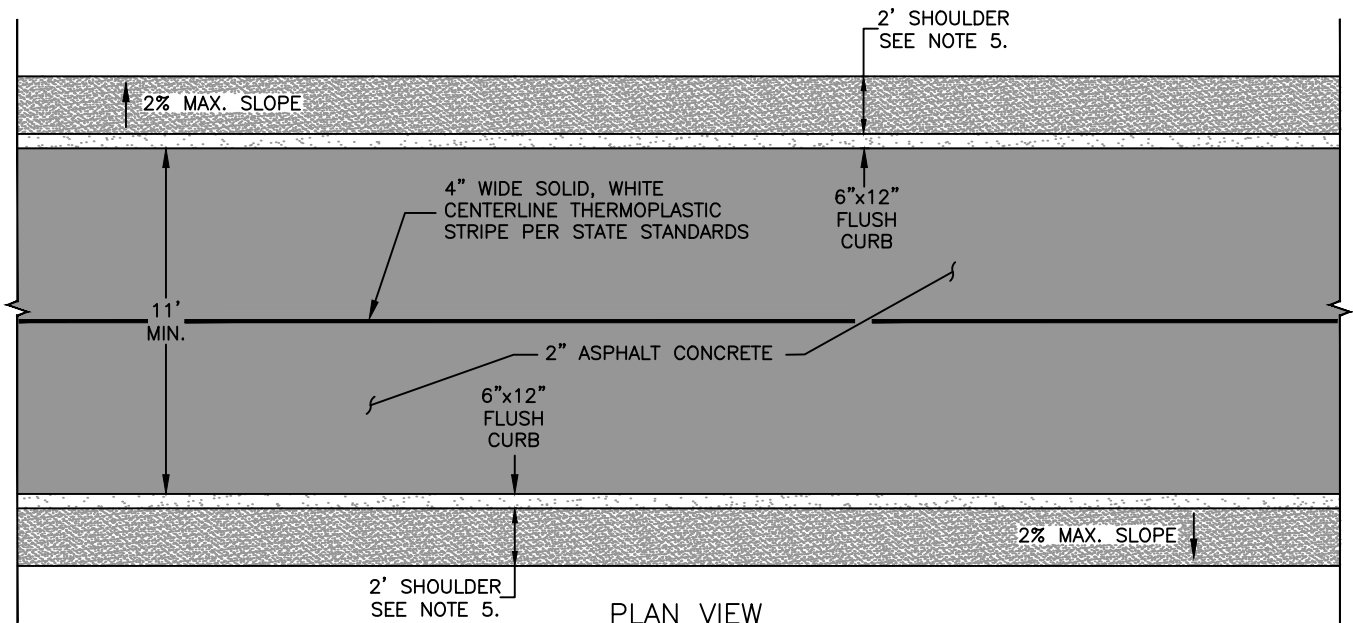 2’ SHOULDER
SEE NOTE 5.
2% MAX. SLOPE
4” WIDE SOLID, WHITE
CENTERLINE THERMOPLASTIC
STRIPE PER STATE STANDARDS
6”x12”
FLUSH
CURB
11’
MIN.
2” ASPHALT CONCRETE
6”x12”
FLUSH
CURB
2% MAX. SLOPE
2’ SHOULDER
SEE NOTE 5.
PLAN VIEW